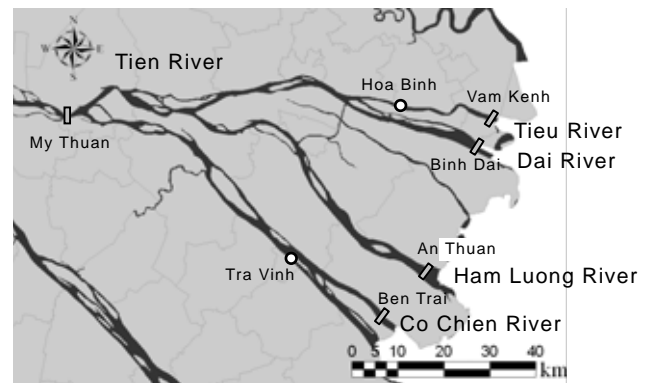 N
W E
S
Tien River
Hoa Binh
Vam Kenh
Tieu River
My Thuan
Binh Dai
Dai River
An Thuan
Tra Vinh
Ham Luong River
Ben Trai
Co Chien River
0 5 10 20 30 40
km